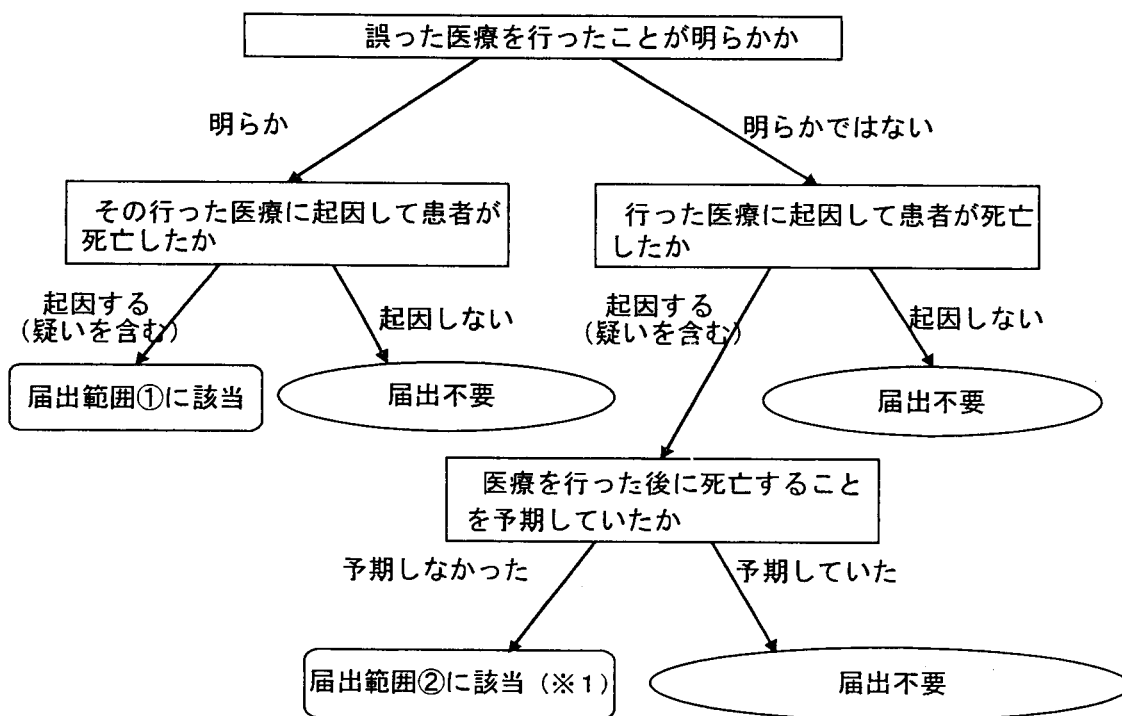 誤った医療を行ったことが明らかか
明らか
明らかではない
その行った医療に起因して患者が
死亡したか
行った医療に起因して患者が死亡
したか
起因する
(疑いを含む)
起因しない
起因する
(疑いを含む)
起因しない
届出範囲①に該当
届出不要
届出不要
医療を行った後に死亡すること
を予期していたか
予期しなかった
予期していた
届出範囲②に該当(※1)
届出不要